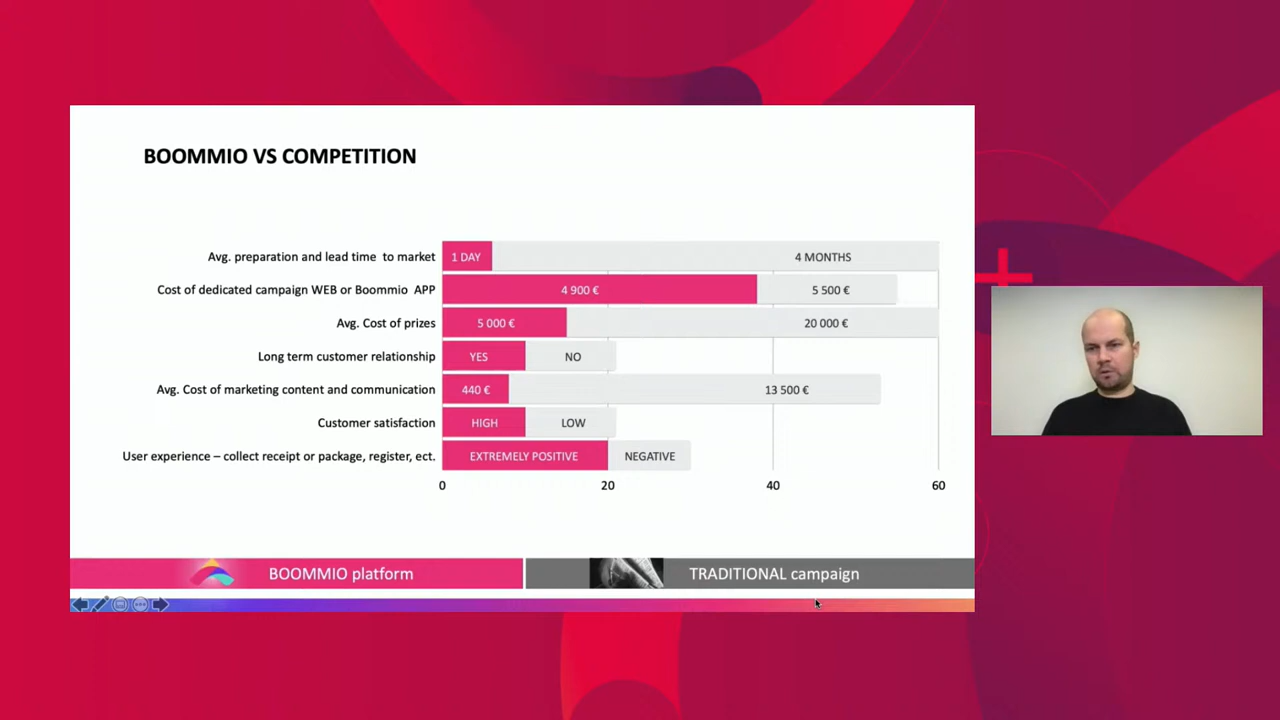 BOOMMIO VS COMPETITION
Avg. preparation and lead time to market 1 DAY 4 MONTHS
Cost of dedicated campaign WEB or Boommio APP 4 900 € 5 500 €
Avg. Cost of prizes 5 000 € 20 000 €
Long term customer relationship YES NO
Avg. Cost of marketing content and communication 440 € 13 500 €
Customer satisfaction HIGH LOW
User experience – collect receipt or package, register, ect. EXTREMELY POSITIVE NEGATIVE
0 20 40 60
BOOMMIO platform TRADITIONAL campaign